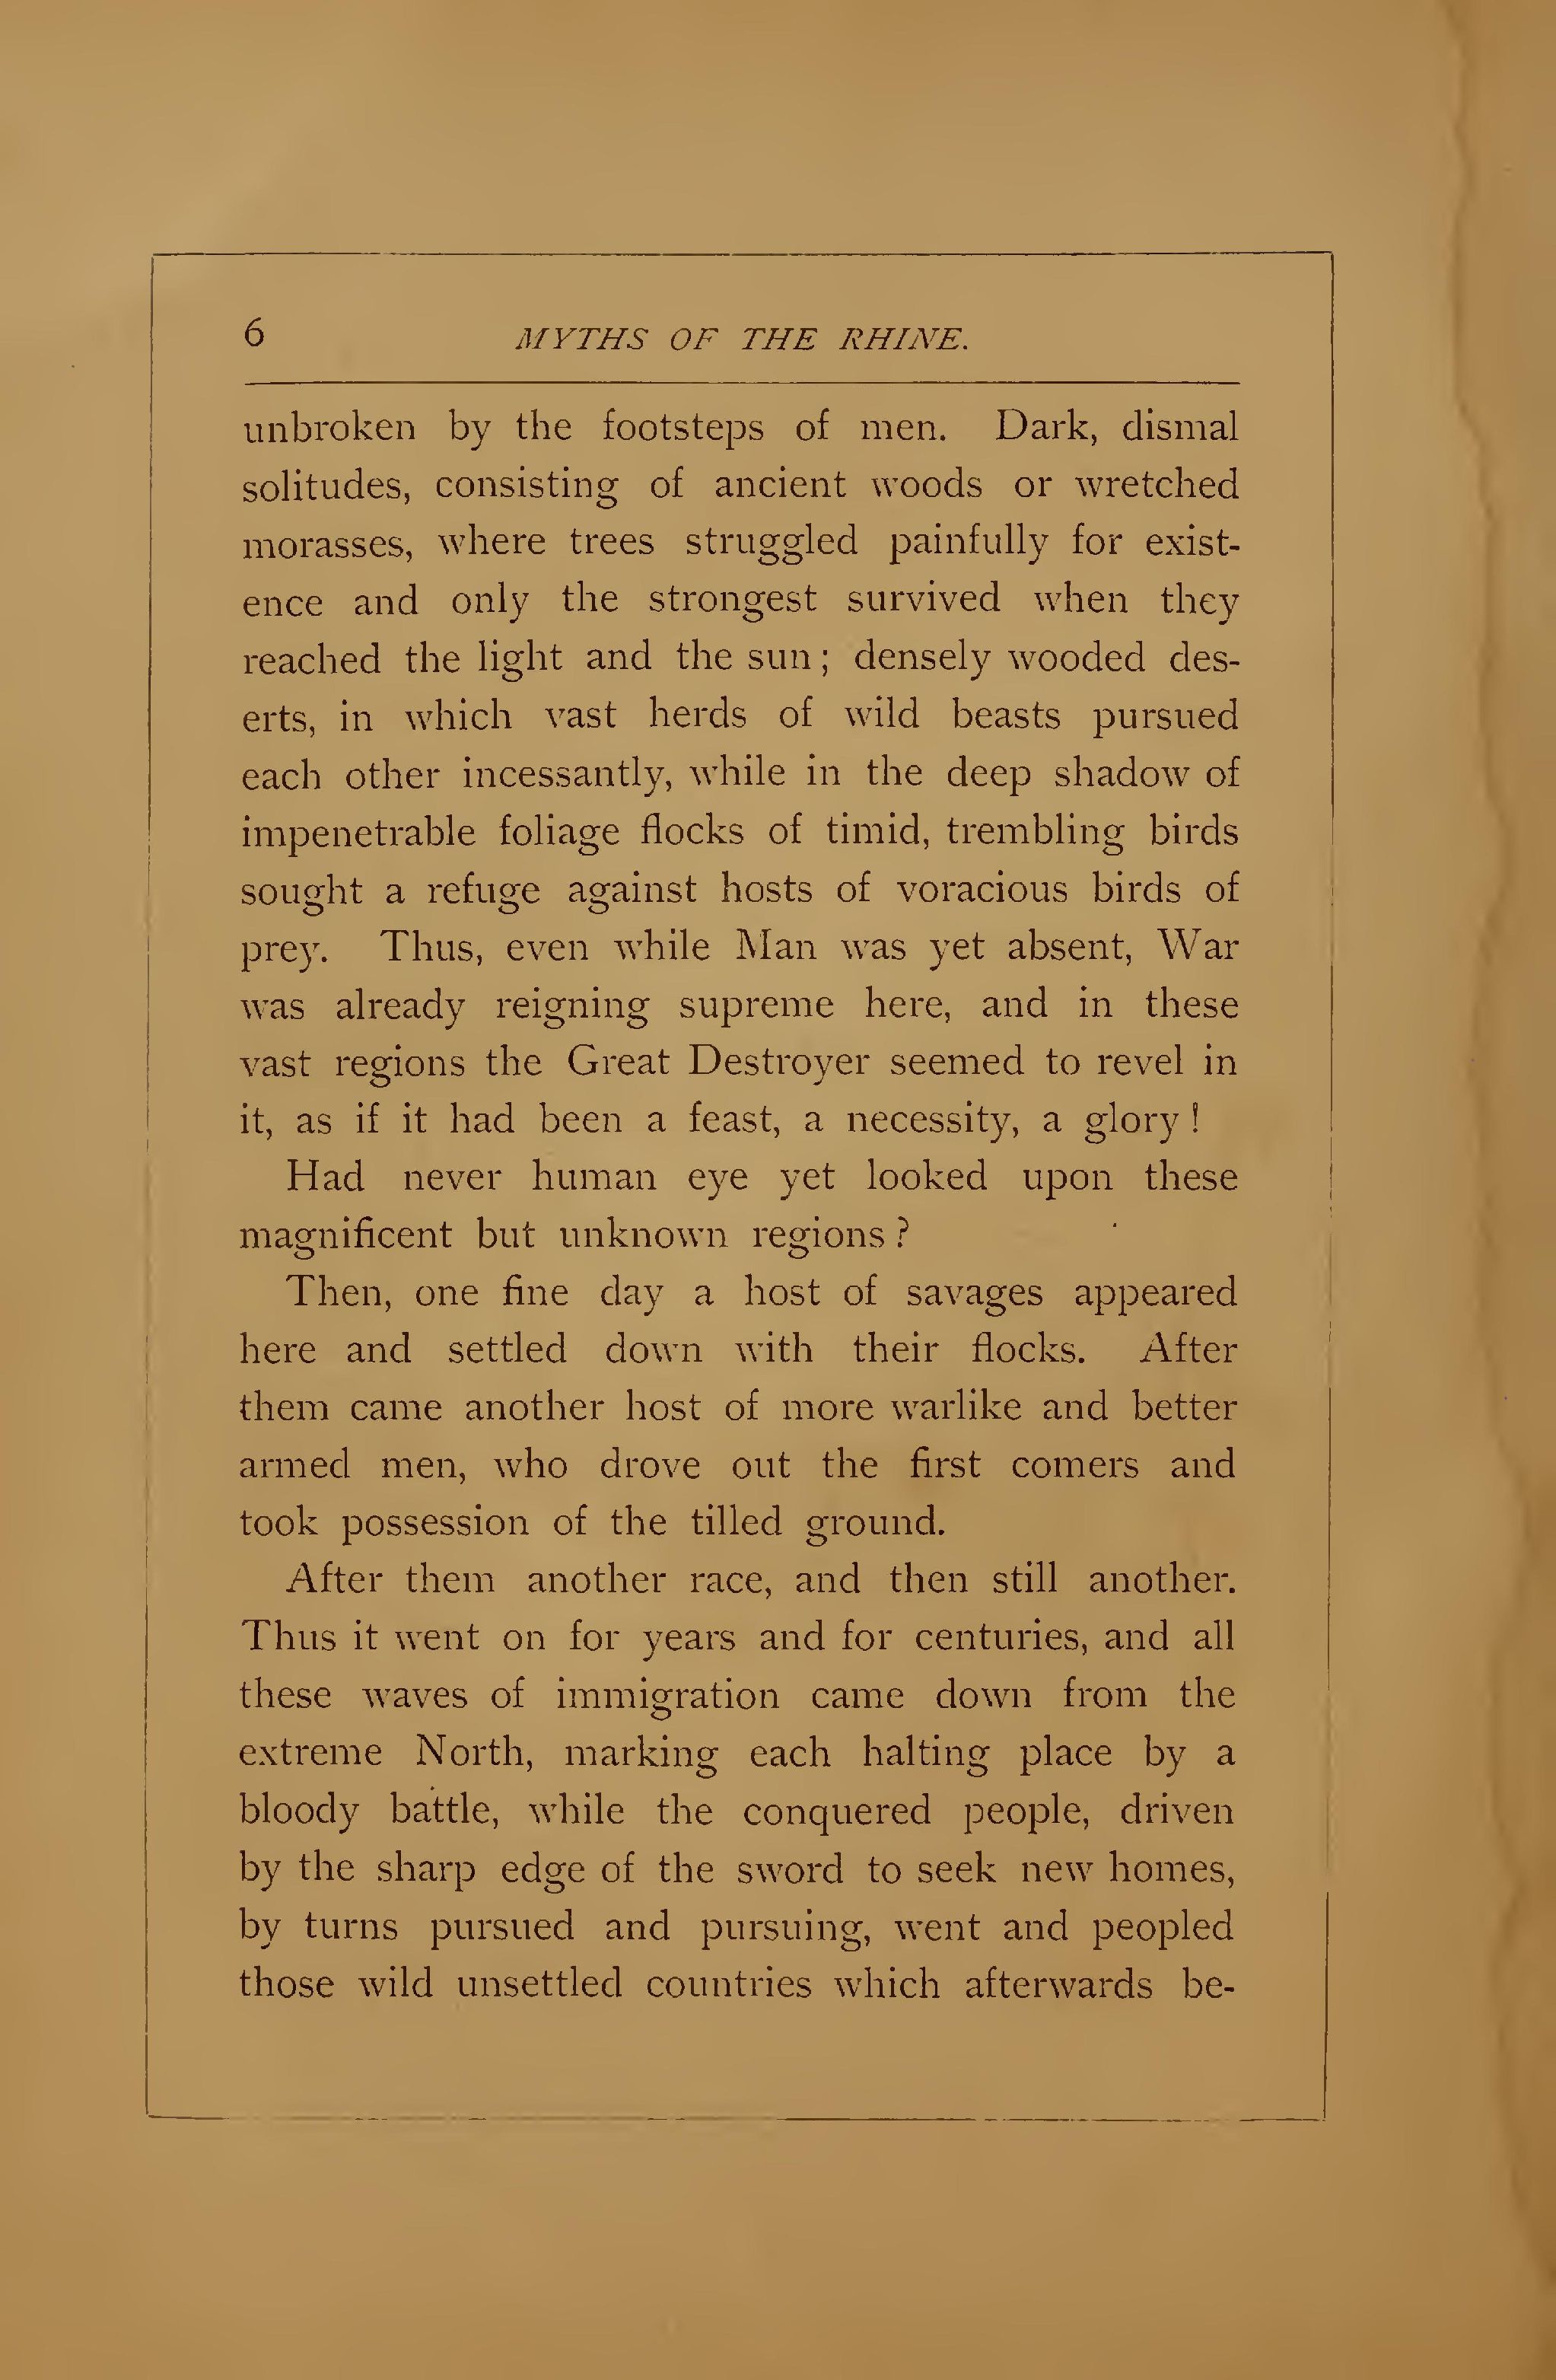 6 MYTHS OF THE RHINE.
unbroken by the footsteps of men. Dark, dismal
solitudes, consisting of ancient woods or wretched
morasses, where trees struggled painfully for exist-
ence and only the strongest survived when they
reached the light and the sun; densely wooded des-
erts, in which vast herds of wild beasts pursued
each other incessantly, while in the deep shadow of
impenetrable foliage flocks of timid, trembling birds
sought a refuge against hosts of voracious birds of
prey. Thus, even while Man was yet absent, War
was already reigning supreme here, and in these
vast regions the Great Destroyer seemed to revel in
it, as if it had been a feast, a necessity, a glory!
Had never human eye yet looked upon these
magnificent but unknown regions?
Then, one fine day a host of savages appeared
here and settled down with their flocks. After
them came another host of more warlike and better
armed men, who drove out the first comers and
took possession of the tilled ground.
After them another race, and then still another.
Thus it went on for years and for centuries, and all
these waves of immigration came down from the
extreme North, marking each halting place by a
bloody battle, while the conquered people, driven
by the sharp edge of the sword to seek new homes,
by turns pursued and pursuing, went and peopled
those wild unsettled countries which afterwards be-